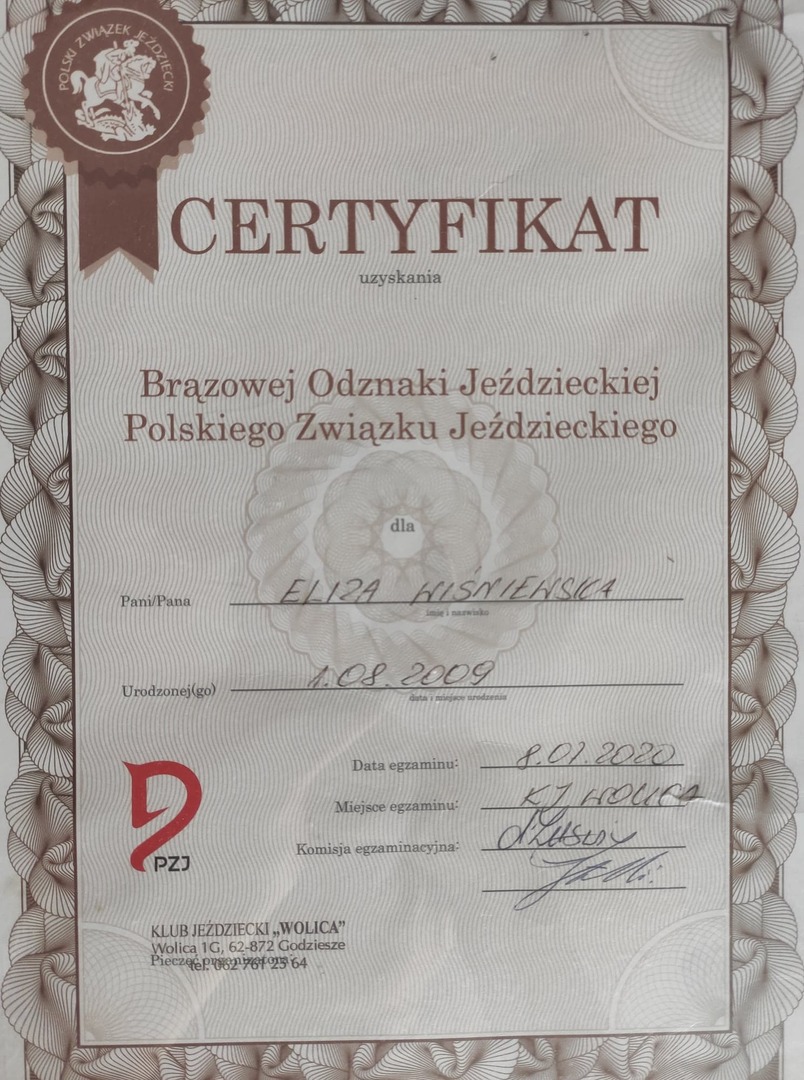 POLSKI ZWIĄZEK JEŹDZIECKI
CERTYFIKAT
uzyskania
Brązowej Odznaki Jeździeckiej
Polskiego Związku Jeździeckiego
dla
Pani/Pana ELIZA WIŚNIEWSKA
imię i nazwisko
Urodzonej(go) 1.08.2009
data i miejsce urodzenia
Data egzaminu: 8.07.2020
Miejsce egzaminu: KJ WOLICA
Komisja egzaminacyjna:
PZJ
KLUB JEŹDZIECKI „WOLICA”
Wolica 1G, 62-872 Godziesze
Pieczęć organizatora:
tel. 062 761 25 64